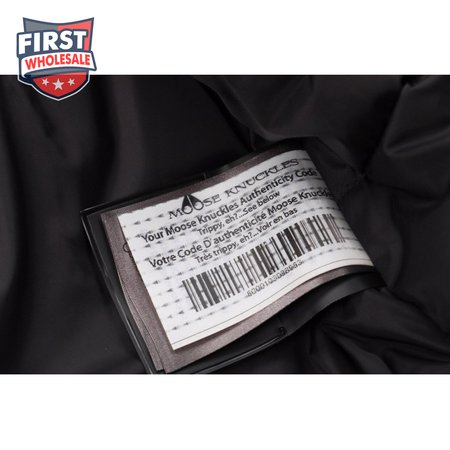 FIRST
WHOLESALE
MOOSE KNUCKLES
Your Moose Knuckles Authenticity Code
Trippy, eh?...See below
Votre Code D'authenticité Moose Knuckl
Très trippy, eh?...Voir en bas